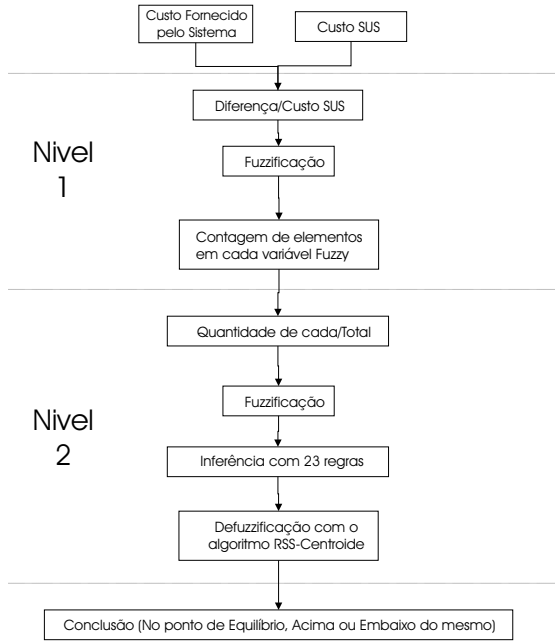 Custo Fornecido
pelo Sistema
Custo SUS
Diferença/Custo SUS
Nivel
1
Fuzzificação
Contagem de elementos
em cada variável Fuzzy
Quantidade de cada/Total
Fuzzificação
Nivel
2
Inferência com 23 regras
Defuzzificação com o
algoritmo RSS-Centroide
Conclusão (No ponto de Equilíbrio, Acima ou Embaixo do mesmo)